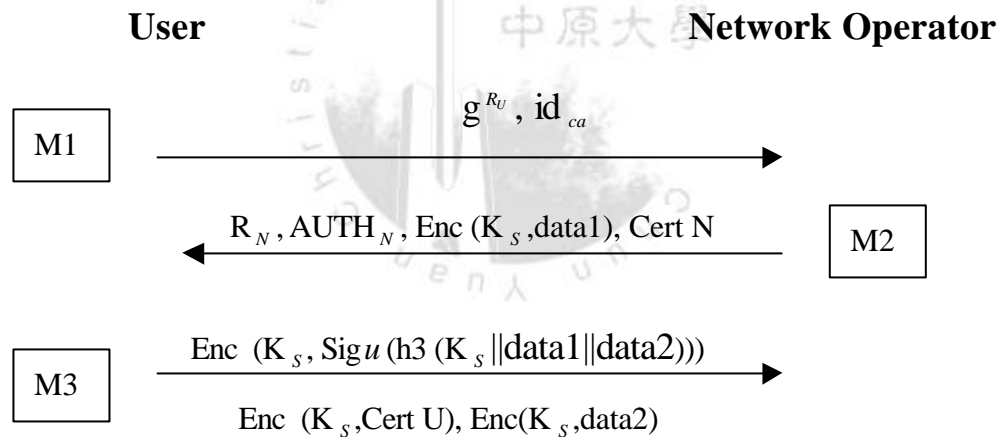 User Network Operator
中原大學
M1
g^{R_U}, id_{ca}
R_N, AUTH_N, Enc (K_S,data1), Cert N
M2
Enc (K_S, Sigu (h3 (K_S||data1||data2)))
M3
Enc (K_S,Cert U), Enc(K_S,data2)